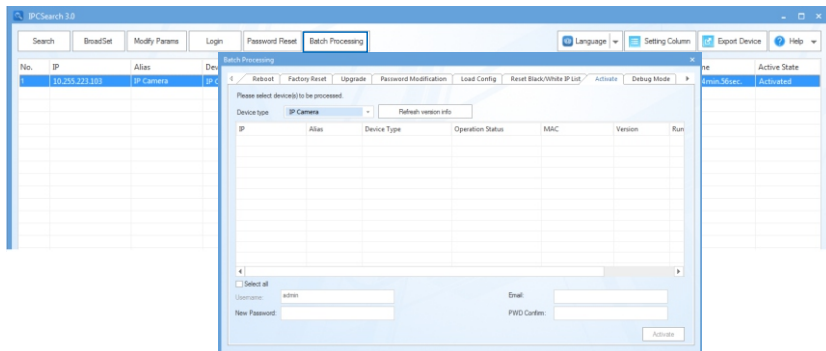 IPCSearch 3.0
Search BroadSet Modify Params Login Password Reset Batch Processing Language Setting Column Export Device Help
No. IP Alias
1 10.255.223.103 IP Camera
Active State
4min.56sec. Activated
Batch Processing
Reboot Factory Reset Upgrade Password Modification Load Config Reset Black/White IP List Activate Debug Mode
Please select device(s) to be processed.
Device type IP Camera Refresh version info
IP Alias Device Type Operation Status MAC Version Run
Select all
Username: admin Email:
New Password: PWD Confirm:
Activate